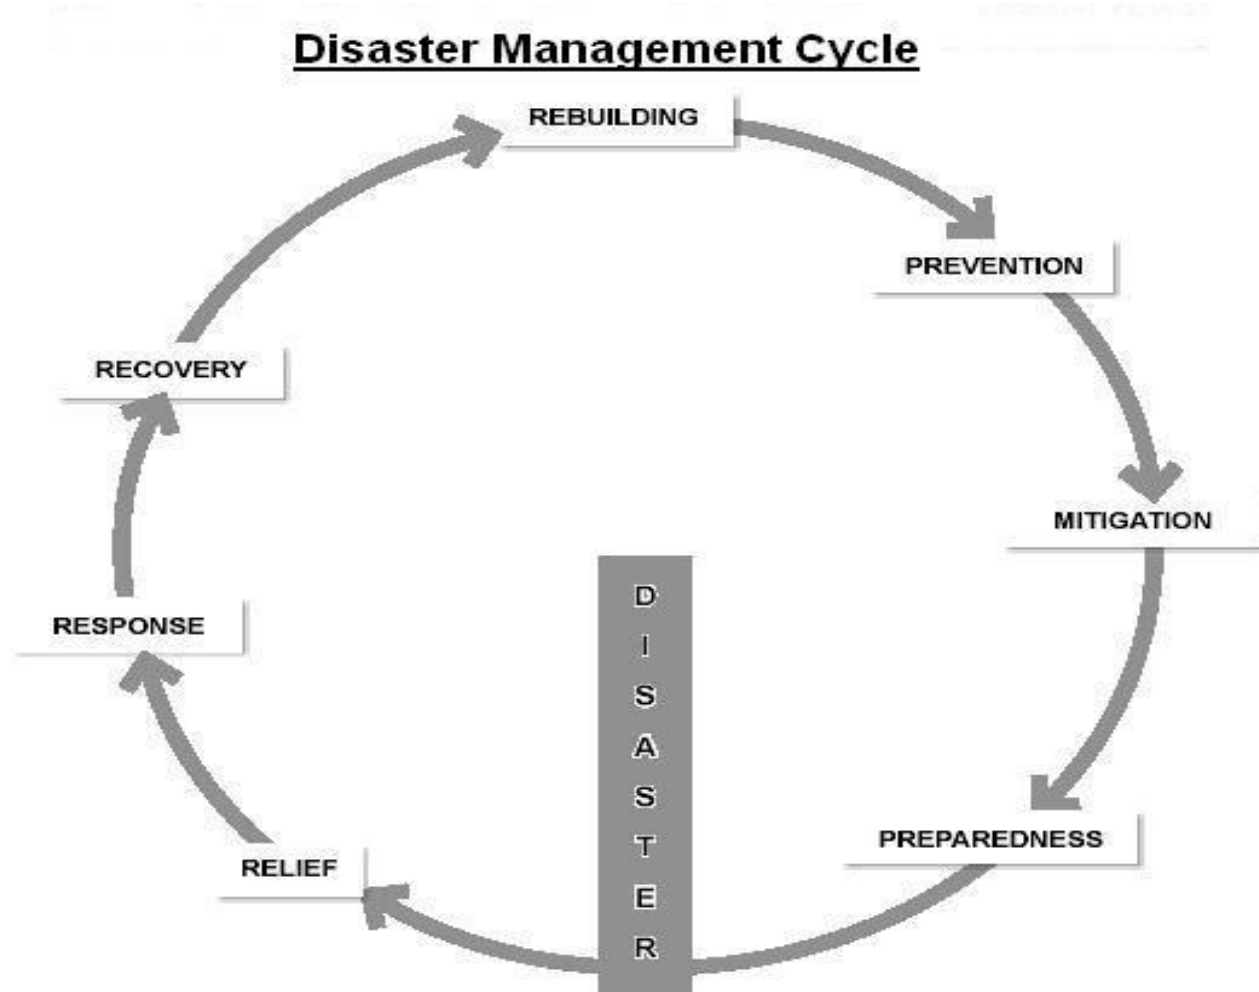 Disaster Management Cycle
REBUILDING
PREVENTION
RECOVERY
MITIGATION
RESPONSE
PREPAREDNESS
RELIEF
D
I
S
A
S
T
E
R